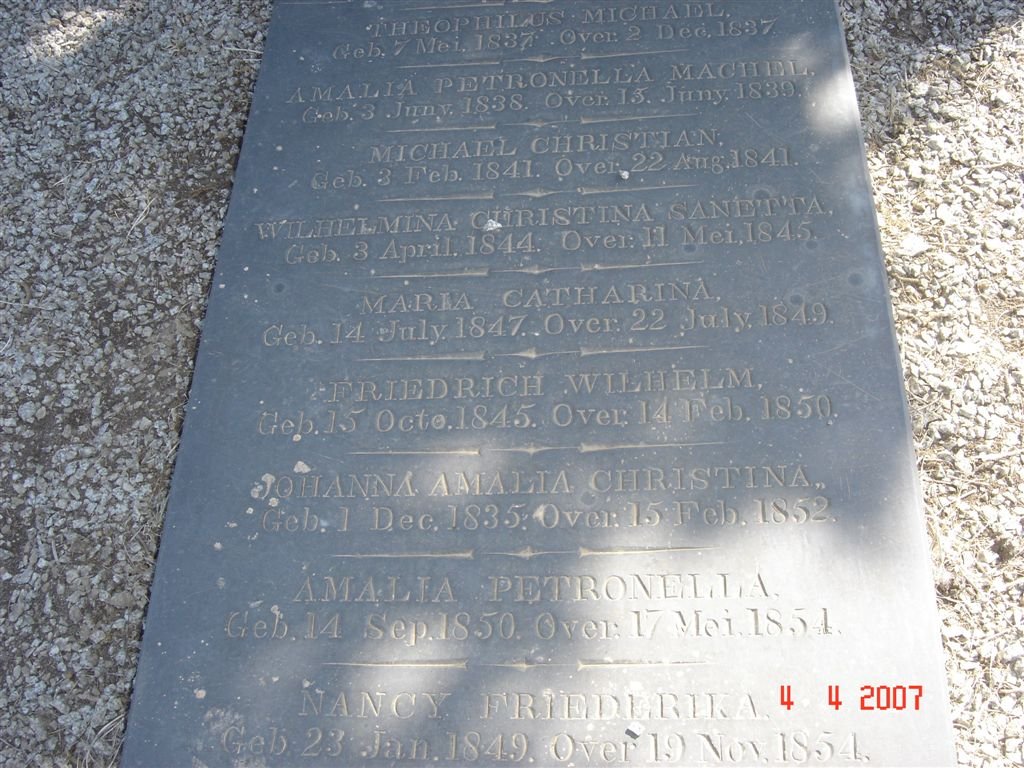 THEOPHILUS MICHAEL.
Geb. 7 Mei. 1837. Over. 2 Dec. 1837.
AMALIA PETRONELLA MACHEL.
Geb. 3 Juny. 1838. Over. 15. Juny. 1839.
MICHAEL CHRISTIAN.
Geb. 3 Feb. 1841. Over. 22 Aug. 1841.
WILHELMINA CHRISTINA SANETTA.
Geb. 3 April. 1844. Over. 11 Mei. 1845.
MARIA CATHARINA.
Geb. 14 July. 1847. Over. 22 July. 1849.
FRIEDRICH WILHELM.
Geb. 15 Octo. 1845. Over. 14 Feb. 1850.
JOHANNA AMALIA CHRISTINA.
Geb. 1 Dec. 1835. Over. 15 Feb. 1852.
AMALIA PETRONELLA.
Geb. 14 Sep. 1850. Over. 17 Mei. 1854.
NANCY FRIEDERIKA.
Geb. 23 Jan. 1849. Over 19 Nov. 1854.
4 4 2007